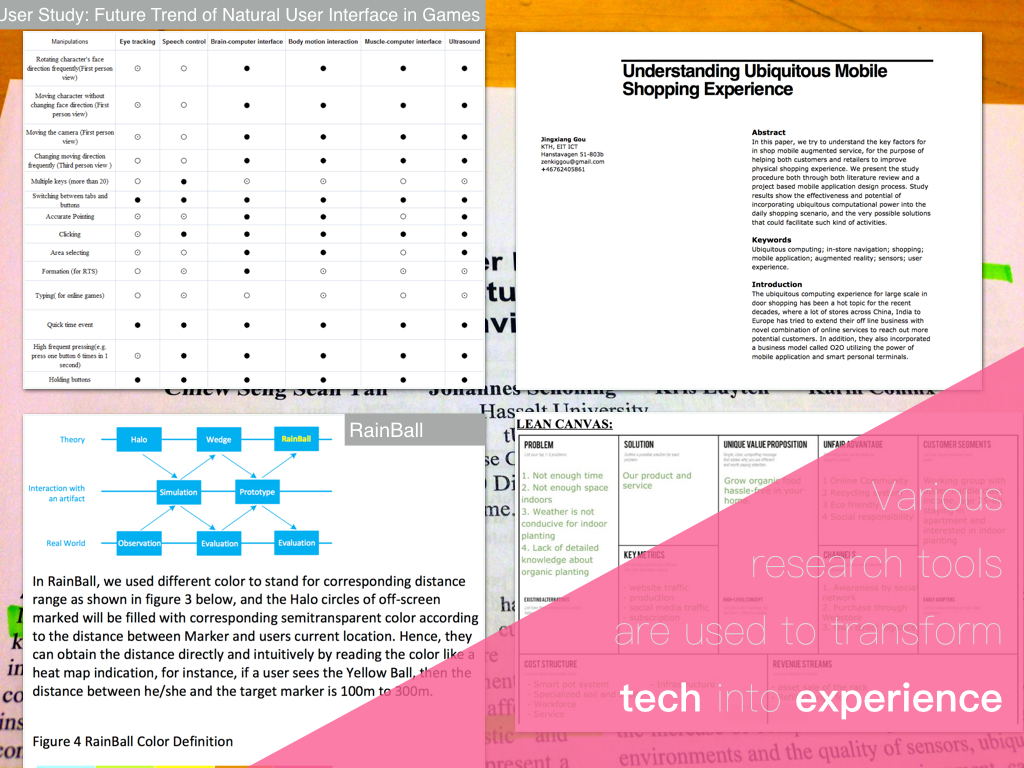 User Study: Future Trend of Natural User Interface in Games
Manipulations Eye tracking Speech control Brain-computer interface Body motion interaction Muscle-computer interface Ultrasound
Rotating character's face
direction frequently(First person
view)
Moving character without
changing face direction (First
person view)
Moving the camera (First person
view)
Changing moving direction
frequently (Third person view )
Multiple keys (more than 20)
Switching between tabs and
buttons
Accurate Pointing
Clicking
Area selecting
Formation (for RTS)
Typing( for online games)
Quick time event
High frequent pressing(e.g.
press one button 6 times in 1
second)
Holding buttons
Understanding Ubiquitous Mobile
Shopping Experience
Jingxiang Gou
KTH, EIT ICT
Hanstavagen 51-803b
zenkiggou@gmail.com
+46762405861
Abstract
In this paper, we try to understand the key factors for
in shop mobile augmented service, for the purpose of
helping both customers and retailers to improve
physical shopping experience. We present the study
procedure both through both literature review and a
project based mobile application design process. Study
results show the effectiveness and potential of
incorporating ubiquitous computational power into the
daily shopping scenario, and the very possible solutions
that could facilitate such kind of activities.
Keywords
Ubiquitous computing; in-store navigation; shopping;
mobile application; augmented reality; sensors; user
experience.
Introduction
The ubiquitous computing experience for large scale in
door shopping has been a hot topic for the recent
decades, where a lot of stores across China, India to
Europe has tried to extend their off line business with
novel combination of online services to reach out more
potential customers. In addition, they also incorporated
a business model called O2O utilizing the power of
mobile application and smart personal terminals.
Hasselt University
RainBall
Theory Halo Wedge RainBall
Interaction with
an artifact
Simulation Prototype
Real World Observation Evaluation Evaluation
In RainBall, we used different color to stand for corresponding distance
range as shown in figure 3 below, and the Halo circles of off-screen
marked will be filled with corresponding semitransparent color according
to the distance between Marker and users current location. Hence, they
can obtain the distance directly and intuitively by reading the color like a
heat map indication, for instance, if a user sees the Yellow Ball, then the
distance between he/she and the target marker is 100m to 300m.
Figure 4 RainBall Color Definition
LEAN CANVAS:
PROBLEM
1. Not enough time
2. Not enough space
indoors
3. Weather is not
conducive for indoor
planting
4. Lack of detailed
knowledge about
organic planting
EXISTING ALTERNATIVES
SOLUTION
Our product and
service
KEY METRICS
- website traffic
- production
- social media traffic
UNIQUE VALUE PROPOSITION
Grow organic food
hassle-free in your
home
HIGH-LEVEL CONCEPT
UNFAIR ADVANTAGE
1 Online Community
2 Recycling
3 Eco friendly
4 Social responsibility
CHANNELS
1. Awareness by social
network
2. Purchase through
CUSTOMER SEGMENTS
Working group with
apartment and
interested in indoor
planting
EARLY ADOPTERS
COST STRUCTURE
- Smart pot system
- Specialised soil and
- Workforce
- Service
- Infrastructure
REVENUE STREAMS
Various
research tools
are used to transform
tech into experience
environments and the quality of sensors, ubiqu